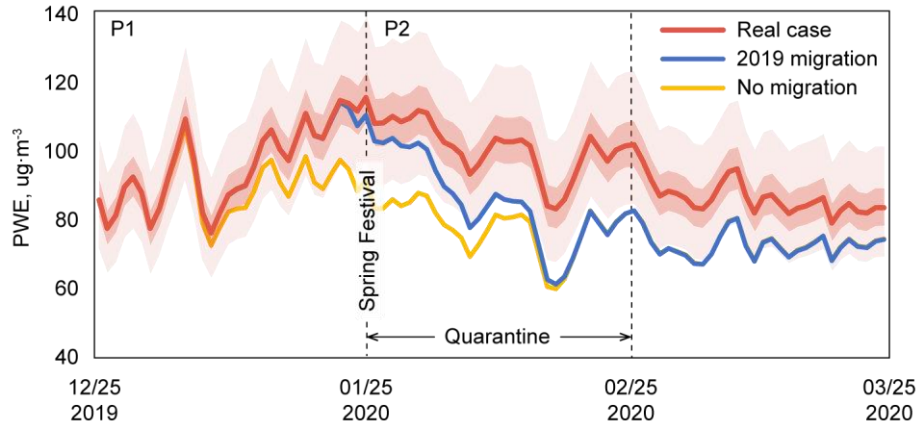 140
120
100
80
60
40
PWE, ug·m⁻³
P1
P2
Real case
2019 migration
No migration
Spring Festival
Quarantine
12/25
2019
01/25
2020
02/25
2020
03/25
2020